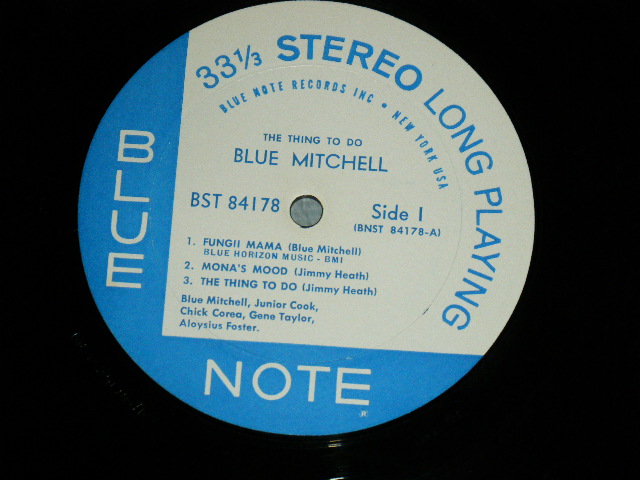 33⅓ STEREO LONG PLAYING
BLUE NOTE RECORDS INC • NEW YORK USA
THE THING TO DO
BLUE MITCHELL
BST 84178
Side 1
(BNST 84178-A)
1. FUNGII MAMA (Blue Mitchell)
BLUE HORIZON MUSIC - BMI
2. MONA'S MOOD (Jimmy Heath)
3. THE THING TO DO (Jimmy Heath)
Blue Mitchell, Junior Cook,
Chick Corea, Gene Taylor,
Aloysius Foster.
BLUE
NOTE ®